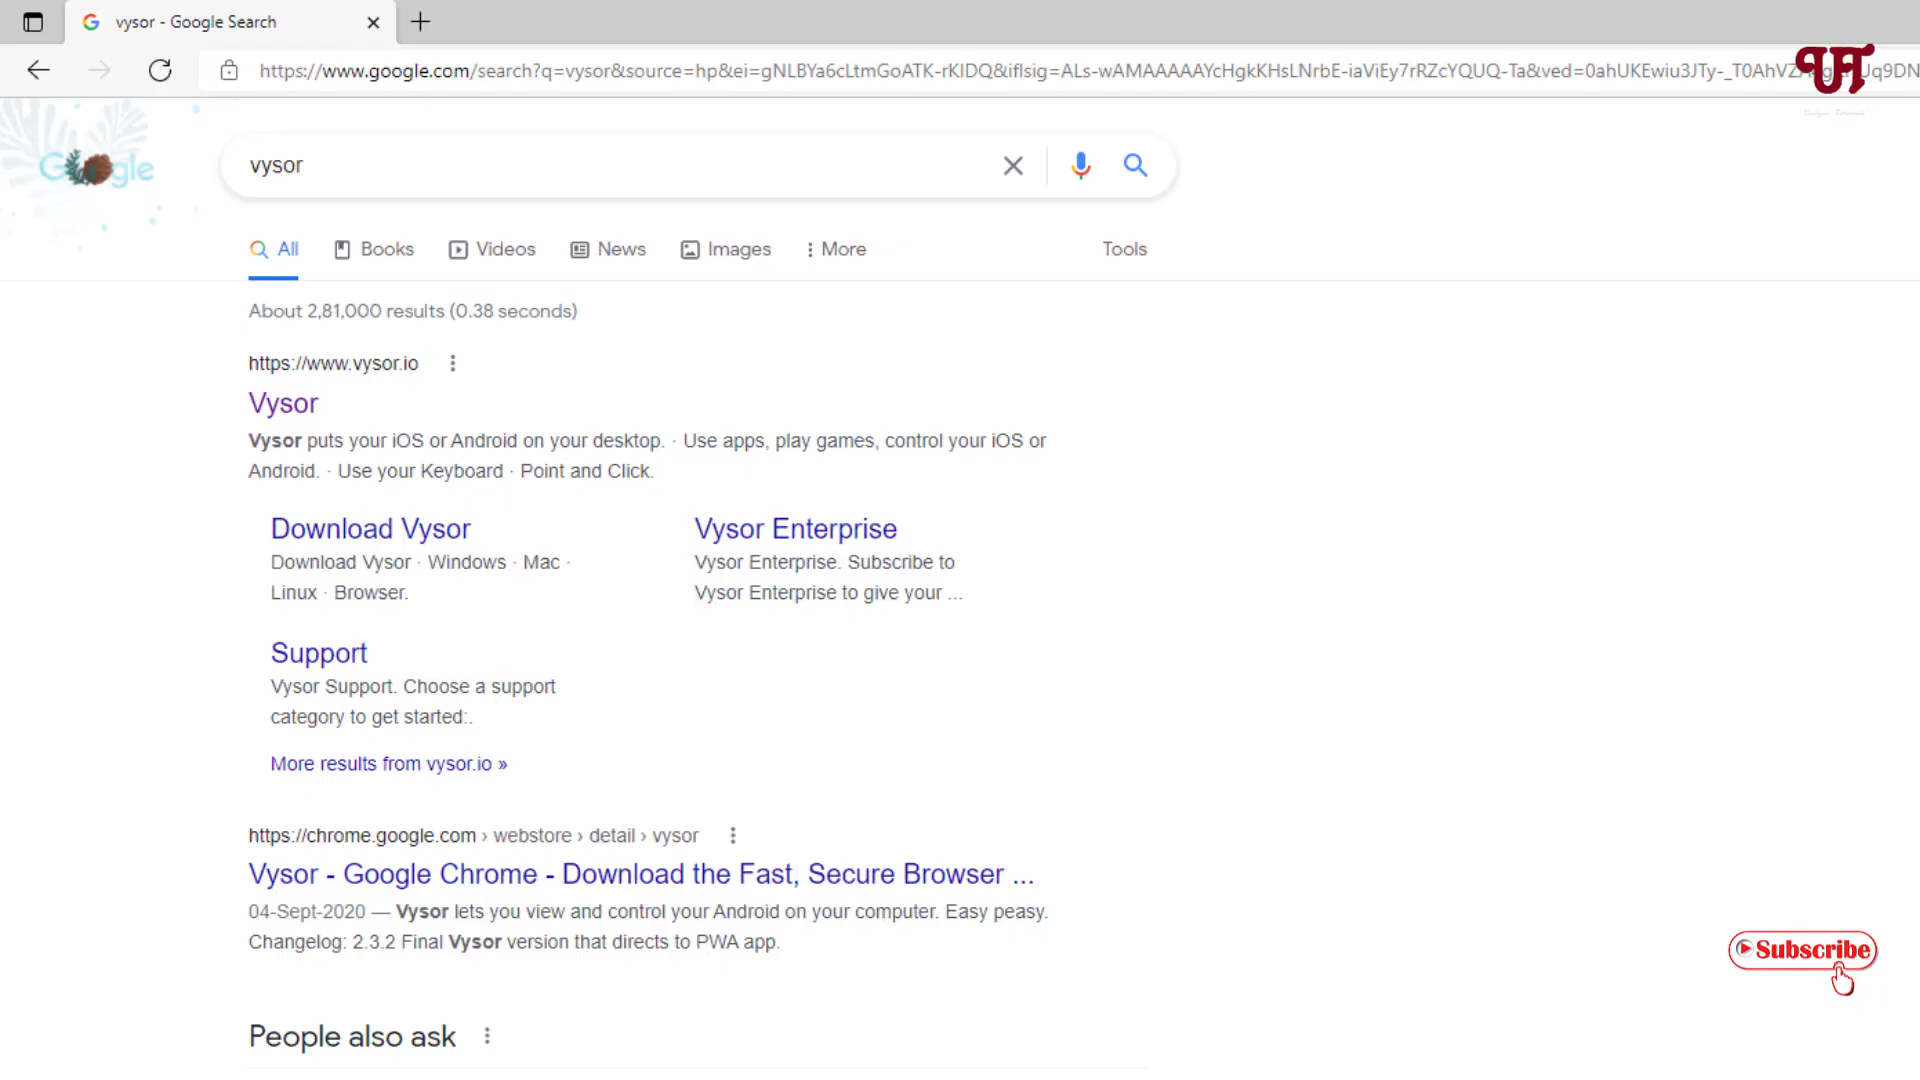 vysor - Google Search
https://www.google.com/search?q=vysor&source=hp&ei=gNLBYa6cLtmGoATK-rKIDQ&iflsig=ALs-wAMAAAAAYcHgkKHsLNrbE-iaViEy7rRZcYQUQ-Ta&ved=0ahUKEwiu3JTy-_T0AhVZ
Google
vysor
All Books Videos News Images More Tools
About 2,81,000 results (0.38 seconds)
https://www.vysor.io
Vysor
Vysor puts your iOS or Android on your desktop. · Use apps, play games, control your iOS or
Android. · Use your Keyboard · Point and Click.
Download Vysor
Download Vysor · Windows · Mac ·
Linux · Browser.
Vysor Enterprise
Vysor Enterprise. Subscribe to
Vysor Enterprise to give your ...
Support
Vysor Support. Choose a support
category to get started:.
More results from vysor.io »
https://chrome.google.com › webstore › detail › vysor
Vysor - Google Chrome - Download the Fast, Secure Browser ...
04-Sept-2020 — Vysor lets you view and control your Android on your computer. Easy peasy.
Changelog: 2.3.2 Final Vysor version that directs to PWA app.
Subscribe
People also ask